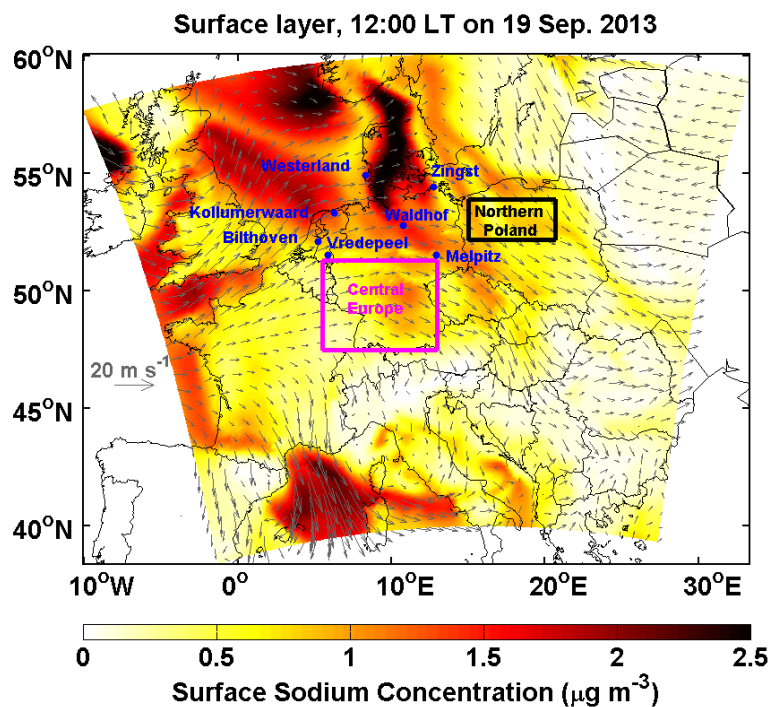 Surface layer, 12:00 LT on 19 Sep. 2013
60°N
55°N
50°N
45°N
40°N
Westerland
Zingst
Kollumerwaard
Waldhof
Northern
Poland
Bilthoven
Vredepeel
Melpitz
Central
Europe
20 m s⁻¹
10°W
0°
10°E
20°E
30°E
0
0.5
1
1.5
2
2.5
Surface Sodium Concentration (μg m⁻³)